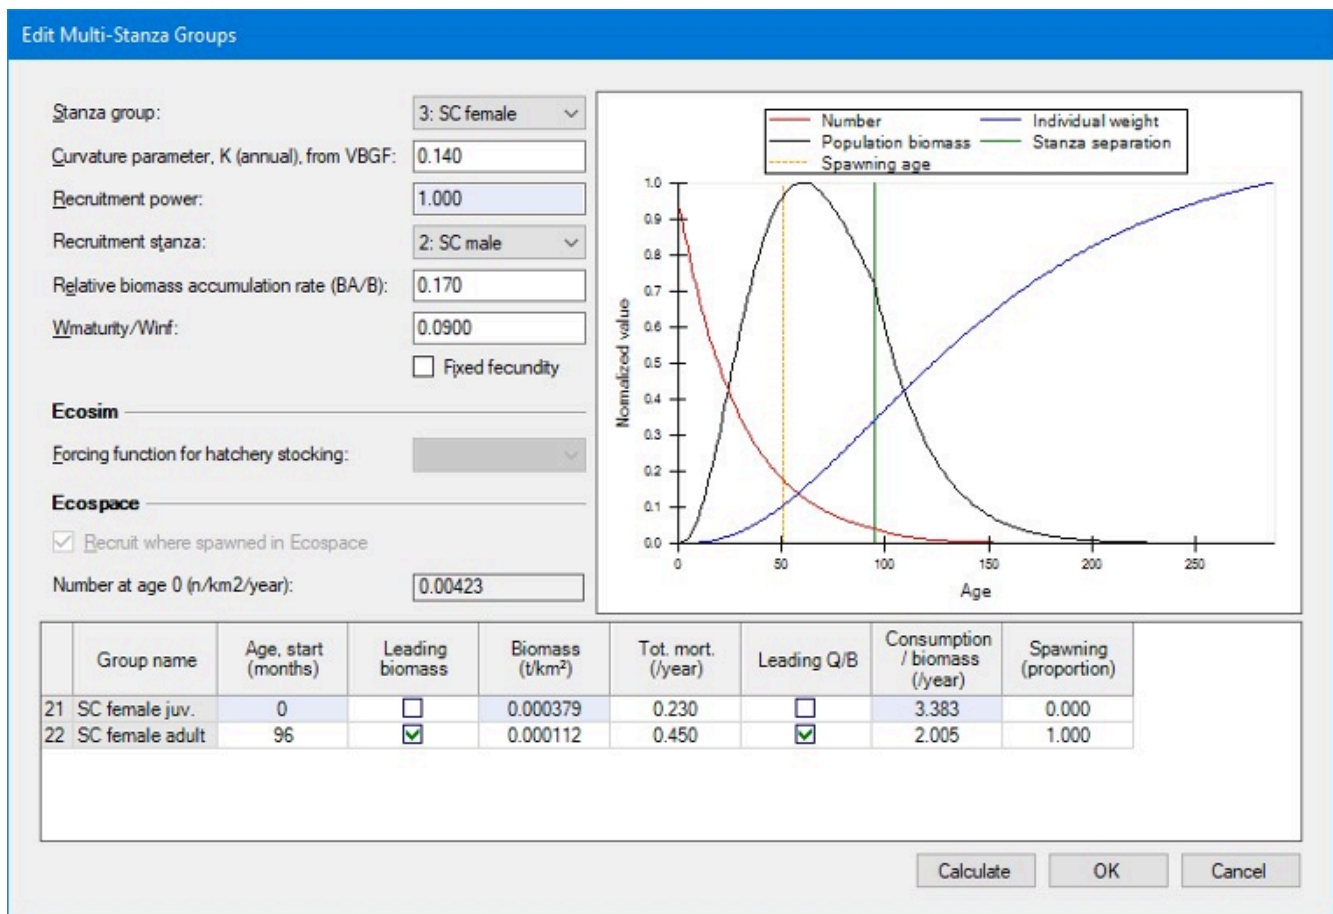 Edit Multi-Stanza Groups
Stanza group: 3: SC female
Curvature parameter, K (annual), from VBGF: 0.140
Recruitment power: 1.000
Recruitment stanza: 2: SC male
Relative biomass accumulation rate (BA/B): 0.170
Wmaturity/Winf: 0.0900
Fixed fecundity
Ecosim
Forcing function for hatchery stocking:
Ecospace
Recruit where spawned in Ecospace
Number at age 0 (n/km2/year): 0.00423
Number Individual weight
Population biomass Stanza separation
Spawning age
Normalized value
1.0
0.9
0.8
0.7
0.6
0.5
0.4
0.3
0.2
0.1
0.0
0 50 100 150 200 250
Age
Group name Age, start (months) Leading biomass Biomass (t/km²) Tot. mort. (/year) Leading Q/B Consumption / biomass (/year) Spawning (proportion)
21 SC female juv. 0 0.000379 0.230 3.383 0.000
22 SC female adult 96 0.000112 0.450 2.005 1.000
Calculate OK Cancel